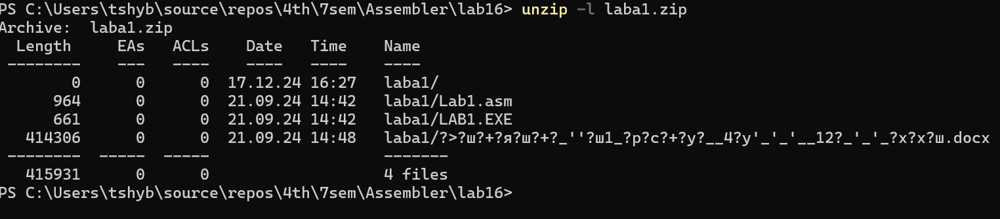 PS C:\Users\tshyb\source\repos\4th\7sem\Assembler\lab16> unzip -l laba1.zip
Archive:  laba1.zip
  Length     EAs   ACLs    Date   Time    Name
 --------    ---   ----    ----   ----    ----
        0      0      0  17.12.24 16:27   laba1/
      964      0      0  21.09.24 14:42   laba1/Lab1.asm
      661      0      0  21.09.24 14:42   laba1/LAB1.EXE
   414306      0      0  21.09.24 14:48   laba1/?>?ш?+?я?ш?+?_''?ш1_?р?с?+?у?__4?у'_'_'__12?_'_'_?х?х?ш.docx
 --------  -----  -----                   -------
   415931      0      0                   4 files
PS C:\Users\tshyb\source\repos\4th\7sem\Assembler\lab16>